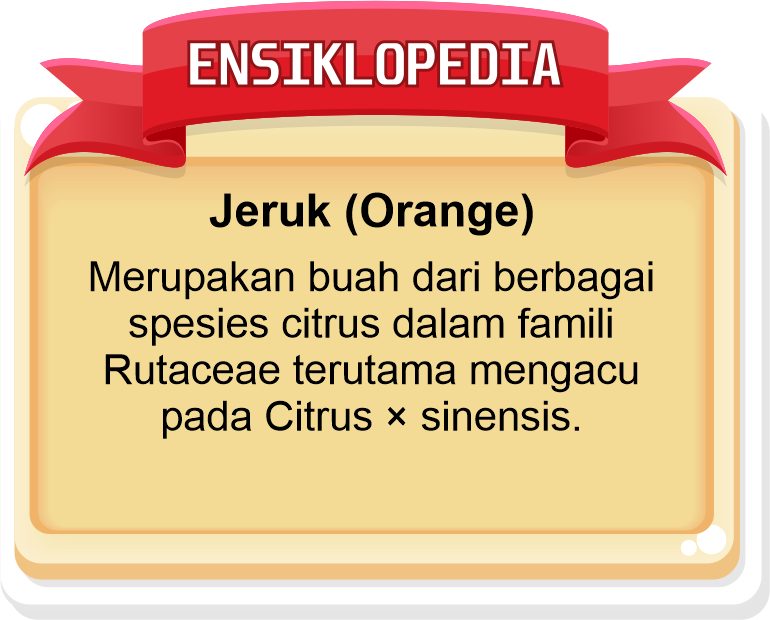 ENSIKLOPEDIA
Jeruk (Orange)
Merupakan buah dari berbagai
spesies citrus dalam famili
Rutaceae terutama mengacu
pada Citrus × sinensis.